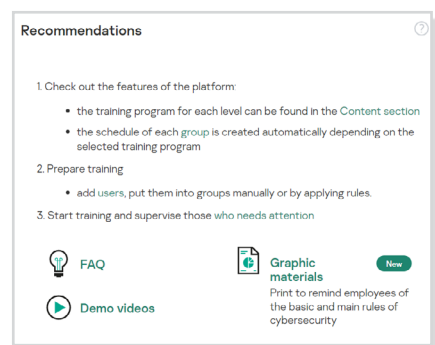 Recommendations
?
1. Check out the features of the platform:
• the training program for each level can be found in the Content section
• the schedule of each group is created automatically depending on the
selected training program
2. Prepare training
• add users, put them into groups manually or by applying rules.
3. Start training and supervise those who needs attention
FAQ
Demo videos
Graphic
materials
New
Print to remind employees of
the basic and main rules of
cybersecurity